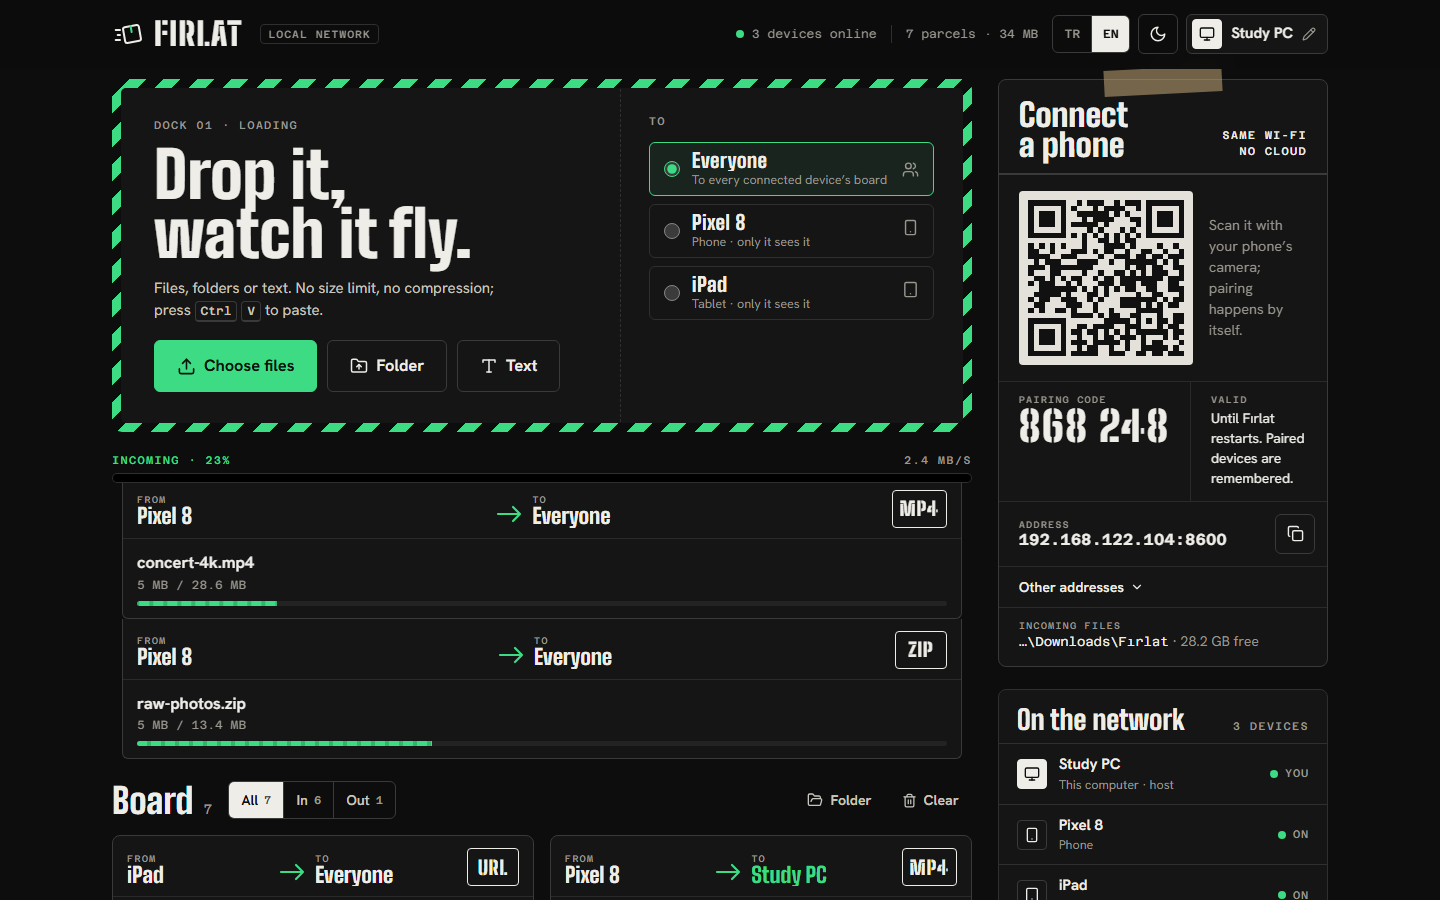 FIRLAT
LOCAL NETWORK
3 devices online
7 parcels · 34 MB
TR
EN
Study PC
DOCK 01 · LOADING
Drop it,
watch it fly.
Files, folders or text. No size limit, no compression;
press Ctrl V to paste.
Choose files
Folder
Text
TO
Everyone
To every connected device's board
Pixel 8
Phone · only it sees it
iPad
Tablet · only it sees it
INCOMING · 23%
2.4 MB/S
FROM
Pixel 8
TO
Everyone
MP4
concert-4k.mp4
5 MB / 28.6 MB
FROM
Pixel 8
TO
Everyone
ZIP
raw-photos.zip
5 MB / 13.4 MB
Board 7
All 7
In 6
Out 1
Folder
Clear
FROM
iPad
TO
Everyone
URL
FROM
Pixel 8
TO
Study PC
MP4
Connect
a phone
SAME WI-FI
NO CLOUD
Scan it with
your phone's
camera;
pairing
happens by
itself.
PAIRING CODE
868 248
VALID
Until Fırlat
restarts. Paired
devices are
remembered.
ADDRESS
192.168.122.104:8600
Other addresses
INCOMING FILES
…\Downloads\Fırlat · 28.2 GB free
On the network
3 DEVICES
Study PC
This computer · host
YOU
Pixel 8
Phone
ON
iPad
ON